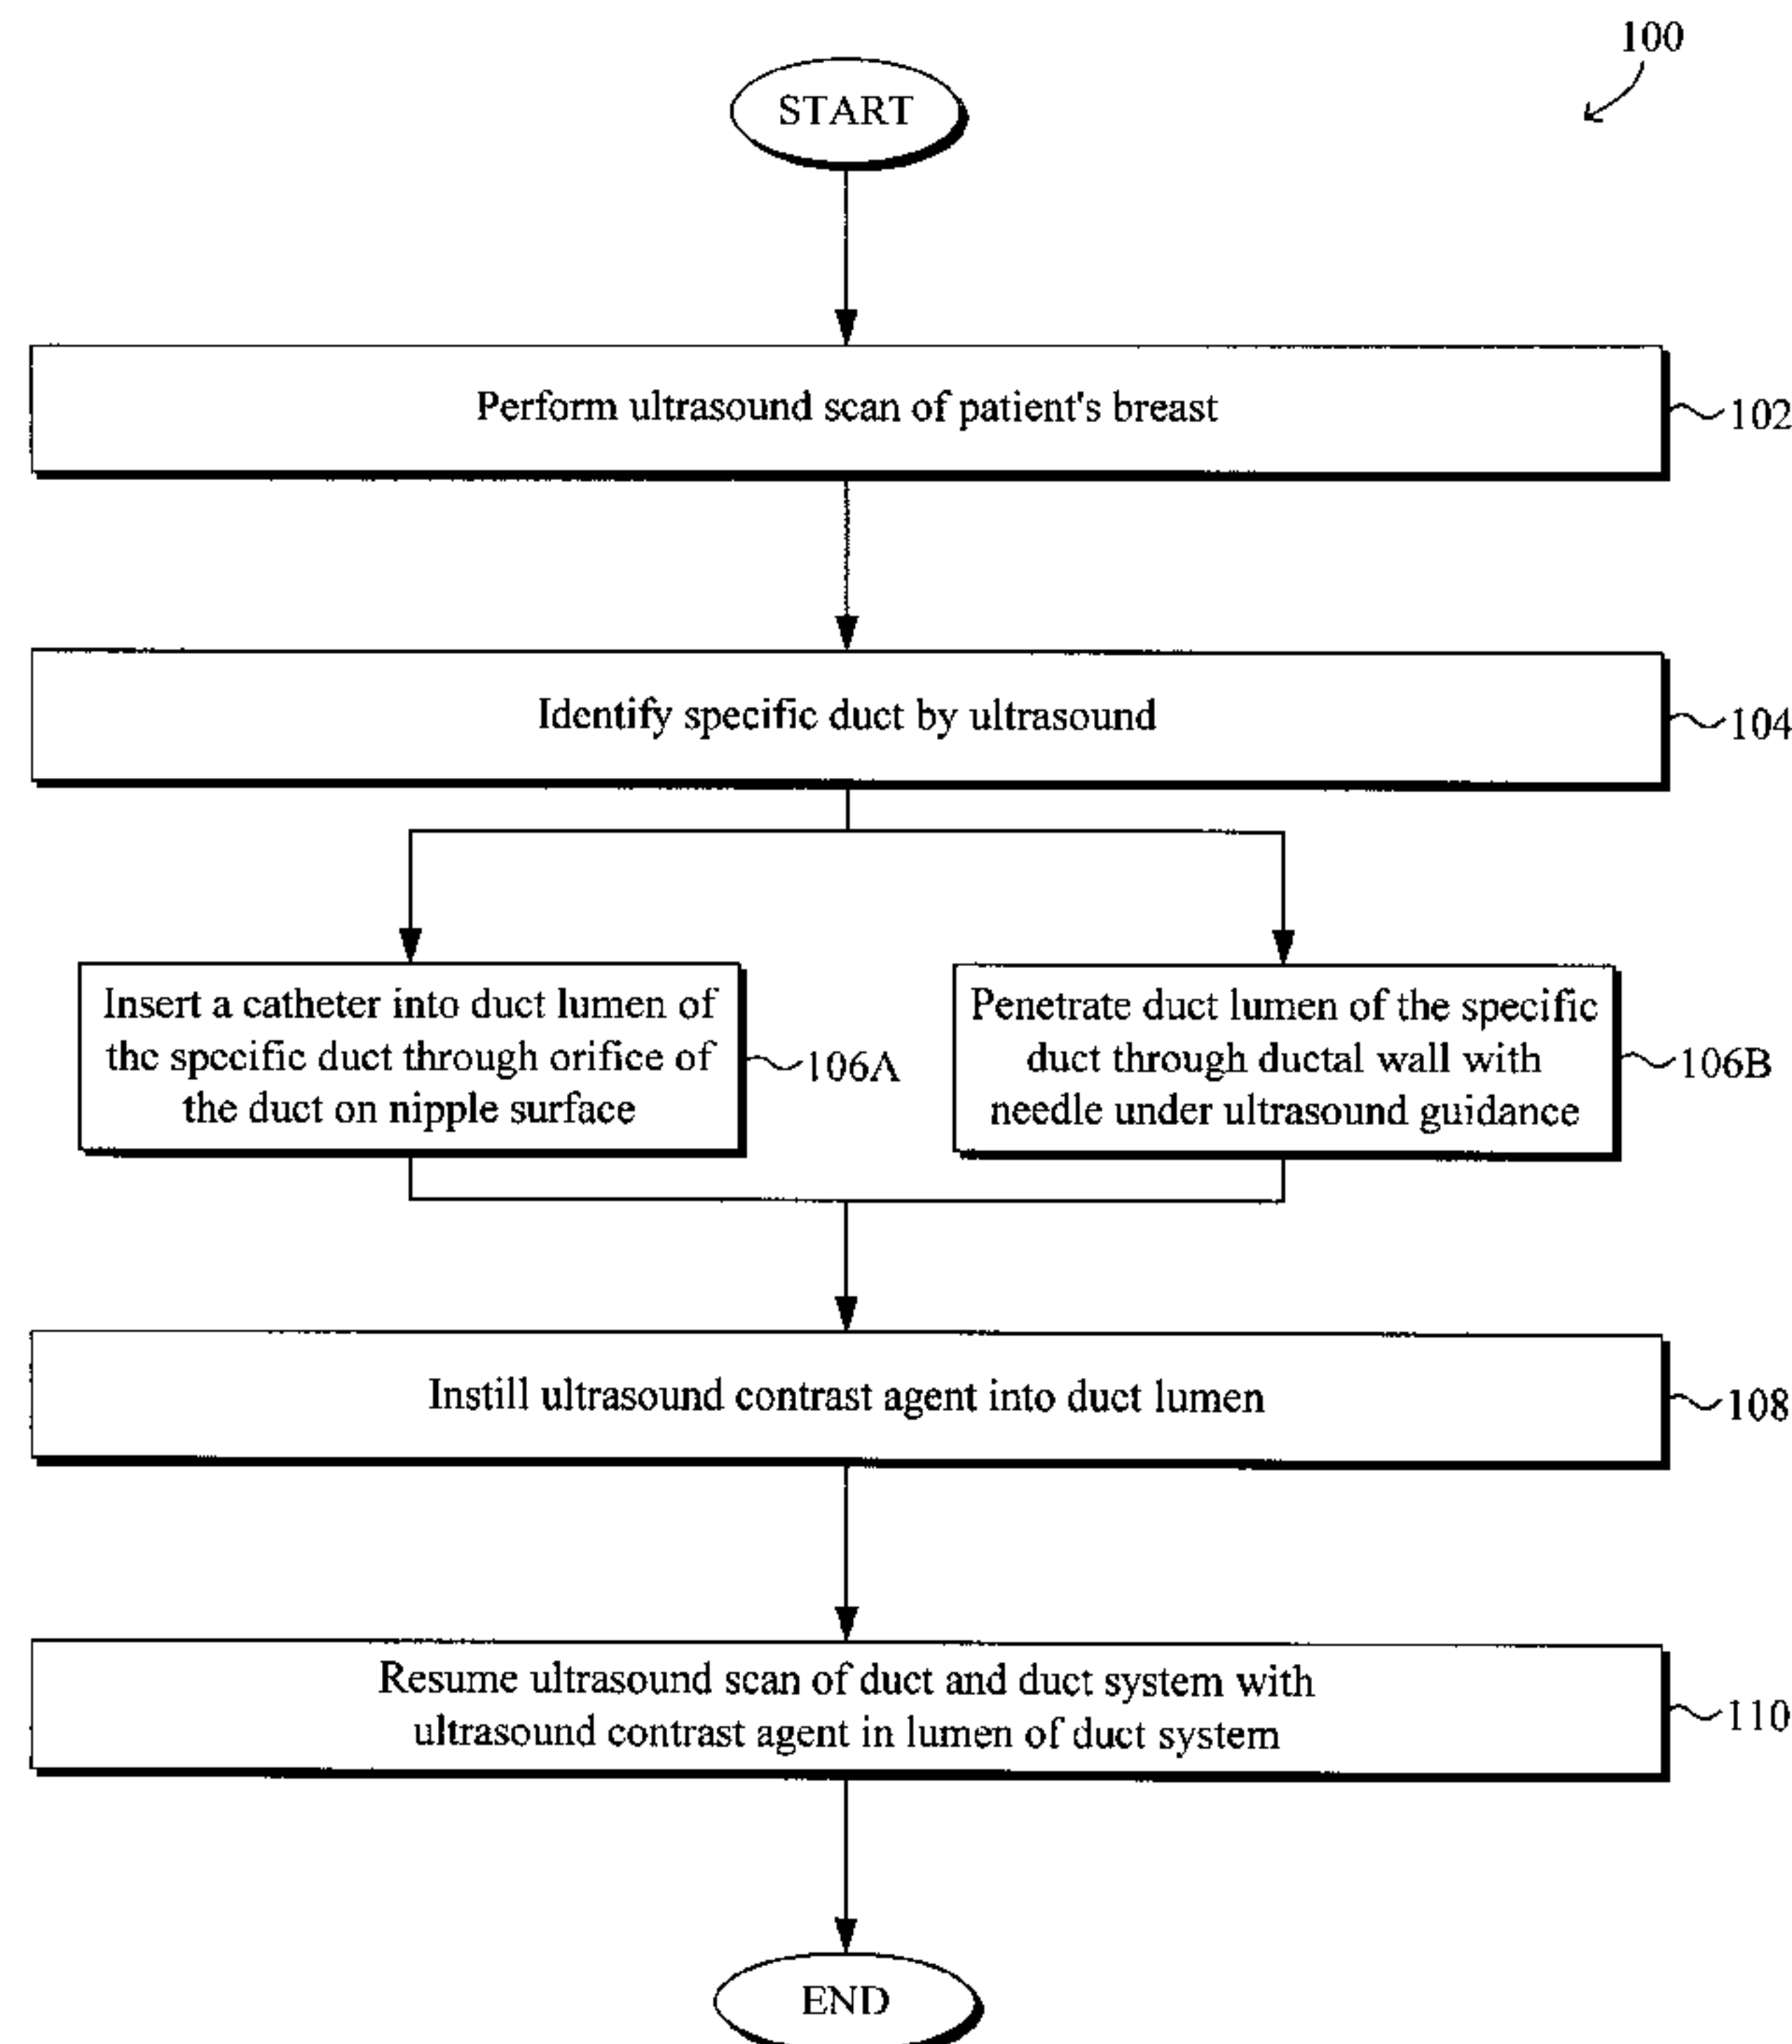 100
START
Perform ultrasound scan of patient's breast
102
Identify specific duct by ultrasound
104
Insert a catheter into duct lumen of
the specific duct through orifice of
the duct on nipple surface
106A
Penetrate duct lumen of the specific
duct through ductal wall with
needle under ultrasound guidance
106B
Instill ultrasound contrast agent into duct lumen
108
Resume ultrasound scan of duct and duct system with
ultrasound contrast agent in lumen of duct system
110
END